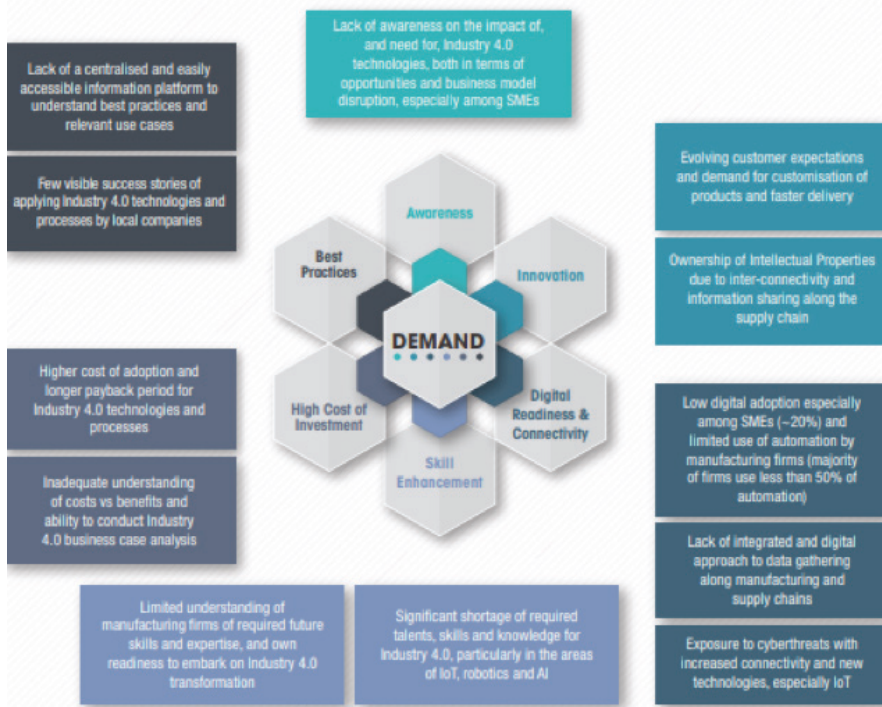 Lack of awareness on the impact of,
and need for, Industry 4.0
technologies, both in terms of
opportunities and business model
disruption, especially among SMEs
Lack of a centralised and easily
accessible information platform to
understand best practices and
relevant use cases
Few visible success stories of
applying Industry 4.0 technologies and
processes by local companies
Evolving customer expectations
and demand for customisation of
products and faster delivery
Ownership of Intellectual Properties
due to inter-connectivity and
information sharing along the
supply chain
Awareness
Best
Practices
Innovation
DEMAND
High Cost of
Investment
Digital
Readiness &
Connectivity
Skill
Enhancement
Higher cost of adoption and
longer payback period for
Industry 4.0 technologies and
processes
Inadequate understanding
of costs vs benefits and
ability to conduct Industry
4.0 business case analysis
Low digital adoption especially
among SMEs (~20%) and
limited use of automation by
manufacturing firms (majority
of firms use less than 50% of
automation)
Lack of integrated and digital
approach to data gathering
along manufacturing and
supply chains
Exposure to cyberthreats with
increased connectivity and new
technologies, especially IoT
Limited understanding of
manufacturing firms of required future
skills and expertise, and own
readiness to embark on Industry 4.0
transformation
Significant shortage of required
talents, skills and knowledge for
Industry 4.0, particularly in the areas
of IoT, robotics and AI